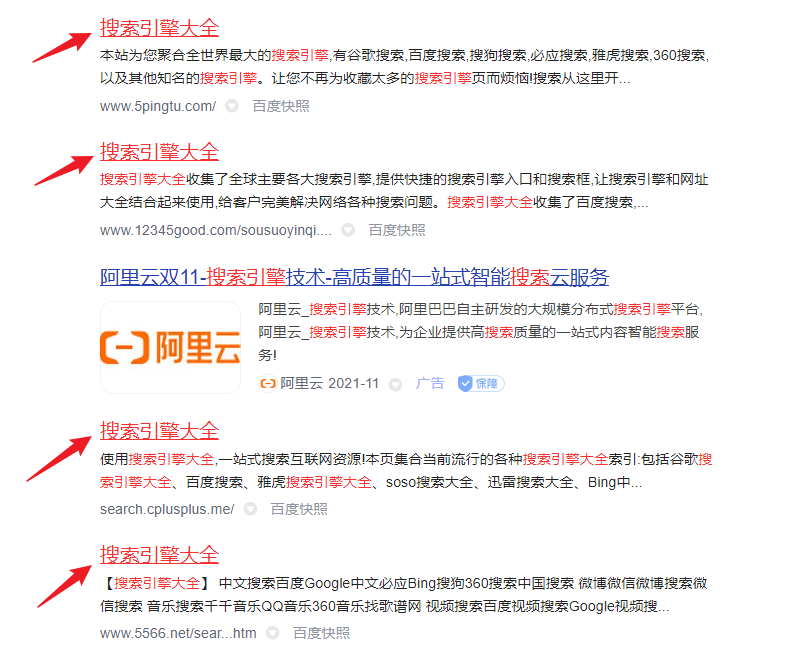 搜索引擎大全
本站为您聚合全世界最大的搜索引擎,有谷歌搜索,百度搜索,搜狗搜索,必应搜索,雅虎搜索,360搜索,
以及其他知名的搜索引擎。让您不再为收藏太多的搜索引擎页而烦恼!搜索从这里开...
www.5pingtu.com/ 百度快照
搜索引擎大全
搜索引擎大全收集了全球主要各大搜索引擎,提供快捷的搜索引擎入口和搜索框,让搜索引擎和网址
大全结合起来使用,给客户完美解决网络各种搜索问题。搜索引擎大全收集了百度搜索,...
www.12345good.com/sousuoyinqi.... 百度快照
阿里云双11-搜索引擎技术-高质量的一站式智能搜索云服务
阿里云
阿里云_搜索引擎技术,阿里巴巴自主研发的大规模分布式搜索引擎平台,
阿里云_搜索引擎技术,为企业提供高搜索质量的一站式内容智能搜索服
务!
阿里云 2021-11 广告 保障
搜索引擎大全
使用搜索引擎大全,一站式搜索互联网资源!本页集合当前流行的各种搜索引擎大全索引:包括谷歌搜
索引擎大全、百度搜索、雅虎搜索引擎大全、soso搜索大全、迅雷搜索大全、Bing中...
search.cplusplus.me/ 百度快照
搜索引擎大全
【搜索引擎大全】 中文搜索百度Google中文必应Bing搜狗360搜索中国搜索 微博微信微博搜索微
信搜索 音乐搜索千千音乐QQ音乐360音乐找歌谱网 视频搜索百度视频搜索Google视频搜...
www.5566.net/sear...htm 百度快照